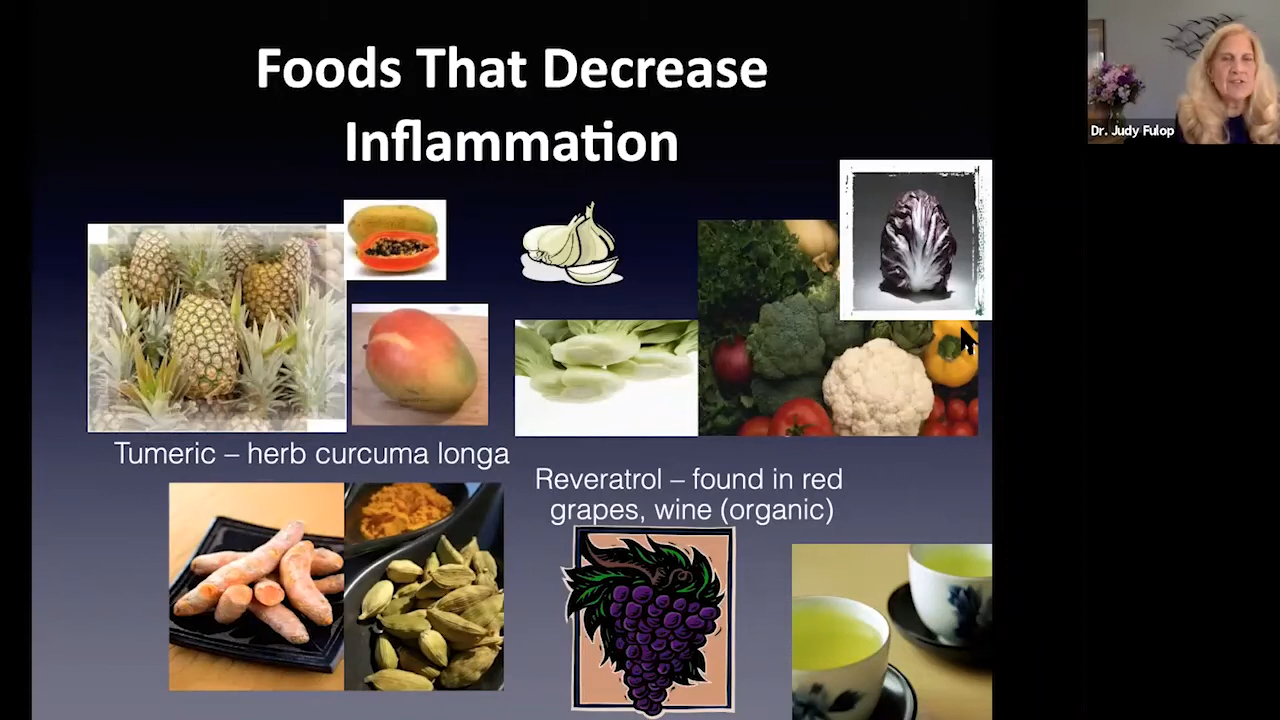 Foods That Decrease
Inflammation
Dr. Judy Fulop
Tumeric – herb curcuma longa
Reveratrol – found in red
grapes, wine (organic)